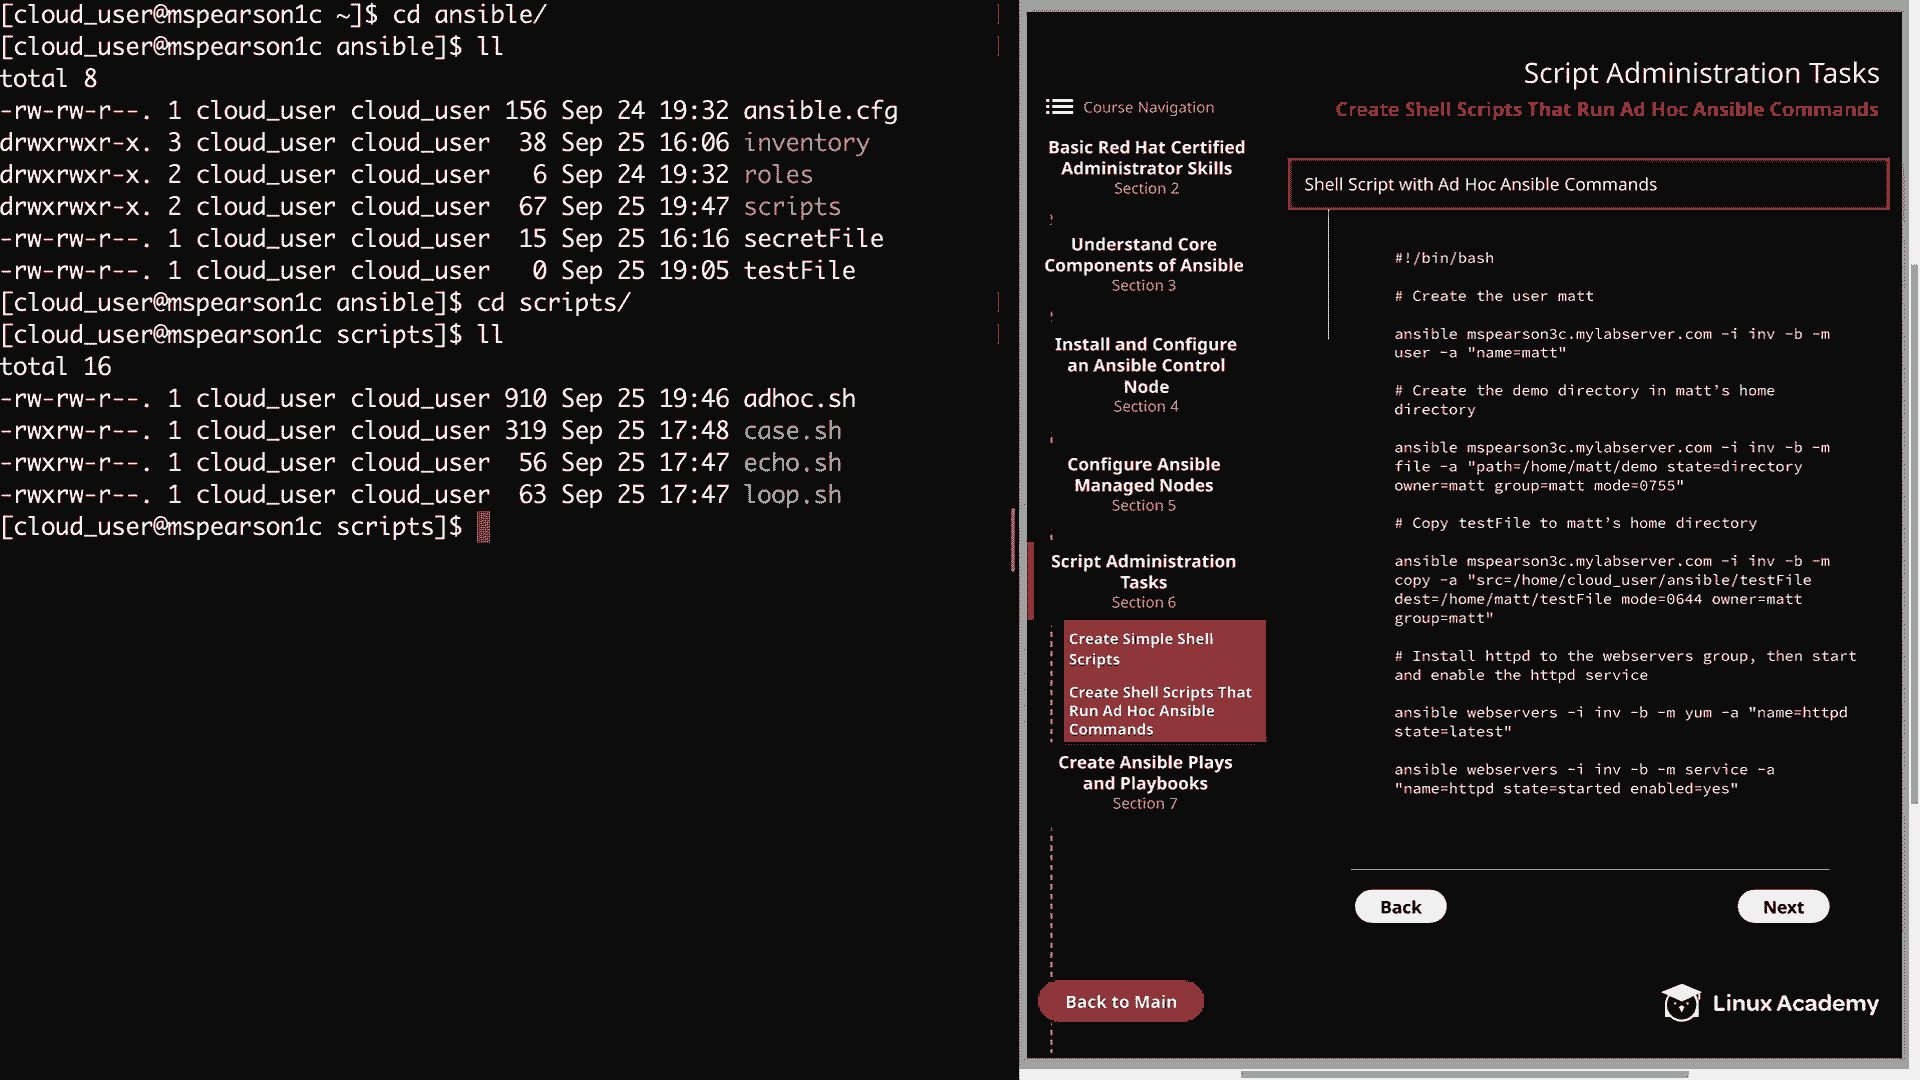 [cloud_user@mspearson1c ~]$ cd ansible/
[cloud_user@mspearson1c ansible]$ ll
total 8
-rw-rw-r--. 1 cloud_user cloud_user 156 Sep 24 19:32 ansible.cfg
drwxrwxr-x. 3 cloud_user cloud_user  38 Sep 25 16:06 inventory
drwxrwxr-x. 2 cloud_user cloud_user   6 Sep 24 19:32 roles
drwxrwxr-x. 2 cloud_user cloud_user  67 Sep 25 19:47 scripts
-rw-rw-r--. 1 cloud_user cloud_user  15 Sep 25 16:16 secretFile
-rw-rw-r--. 1 cloud_user cloud_user   0 Sep 25 19:05 testFile
[cloud_user@mspearson1c ansible]$ cd scripts/
[cloud_user@mspearson1c scripts]$ ll
total 16
-rw-rw-r--. 1 cloud_user cloud_user 910 Sep 25 19:46 adhoc.sh
-rwxrw-r--. 1 cloud_user cloud_user 319 Sep 25 17:48 case.sh
-rwxrw-r--. 1 cloud_user cloud_user  56 Sep 25 17:47 echo.sh
-rwxrw-r--. 1 cloud_user cloud_user  63 Sep 25 17:47 loop.sh
[cloud_user@mspearson1c scripts]$
Script Administration Tasks
Create Shell Scripts That Run Ad Hoc Ansible Commands
Course Navigation
Basic Red Hat Certified
Administrator Skills
Section 2
Understand Core
Components of Ansible
Section 3
Install and Configure
an Ansible Control
Node
Section 4
Configure Ansible
Managed Nodes
Section 5
Script Administration
Tasks
Section 6
Create Simple Shell
Scripts
Create Shell Scripts That
Run Ad Hoc Ansible
Commands
Create Ansible Plays
and Playbooks
Section 7
Back to Main
Shell Script with Ad Hoc Ansible Commands
#!/bin/bash
# Create the user matt
ansible mspearson3c.mylabserver.com -i inv -b -m
user -a "name=matt"
# Create the demo directory in matt's home
directory
ansible mspearson3c.mylabserver.com -i inv -b -m
file -a "path=/home/matt/demo state=directory
owner=matt group=matt mode=0755"
# Copy testFile to matt's home directory
ansible mspearson3c.mylabserver.com -i inv -b -m
copy -a "src=/home/cloud_user/ansible/testFile
dest=/home/matt/testFile mode=0644 owner=matt
group=matt"
# Install httpd to the webservers group, then start
and enable the httpd service
ansible webservers -i inv -b -m yum -a "name=httpd
state=latest"
ansible webservers -i inv -b -m service -a
"name=httpd state=started enabled=yes"
Back
Next
Linux Academy